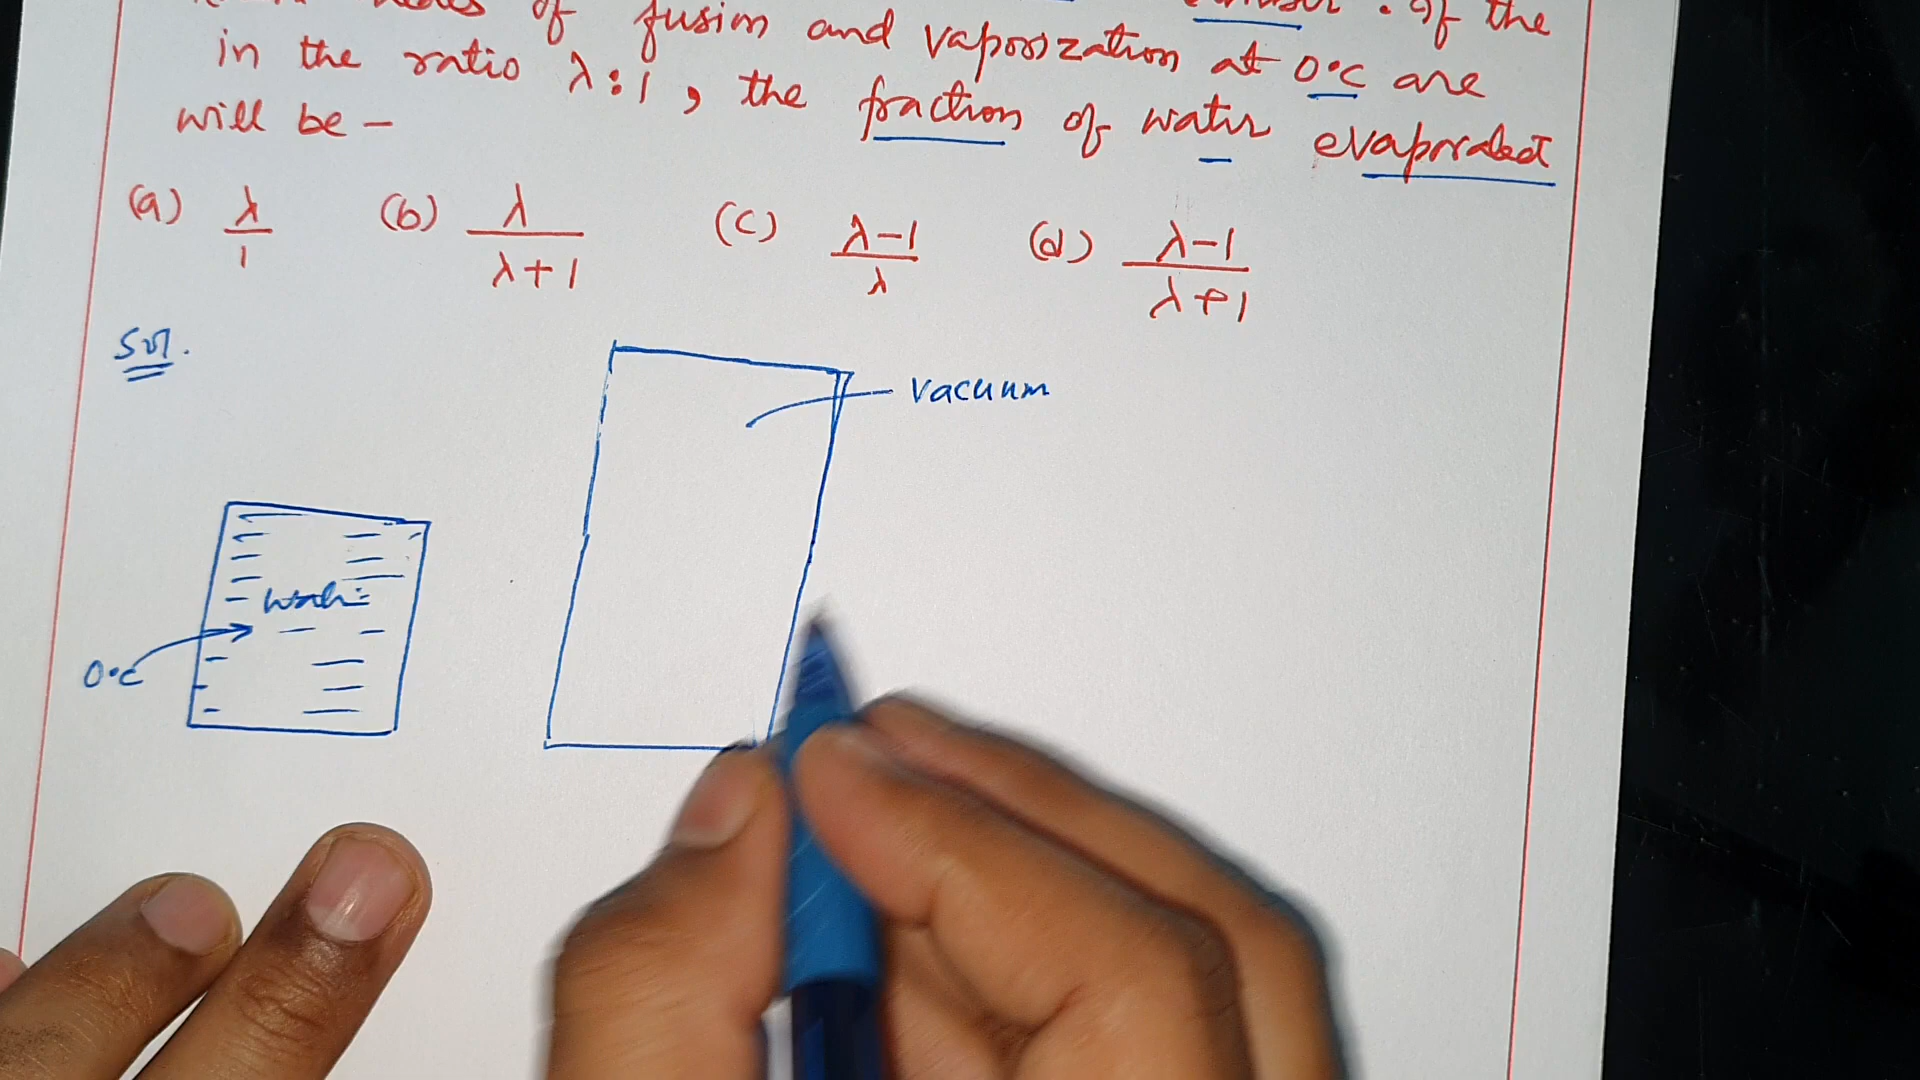 of fusion and vaporization at 0°C are
in the ratio λ:1, the fraction of water evaporated
will be -
(a) λ/1 (b) λ/λ+1 (c) λ-1/λ (d) λ-1/λ+1
Sol.
Vacuum
0°C